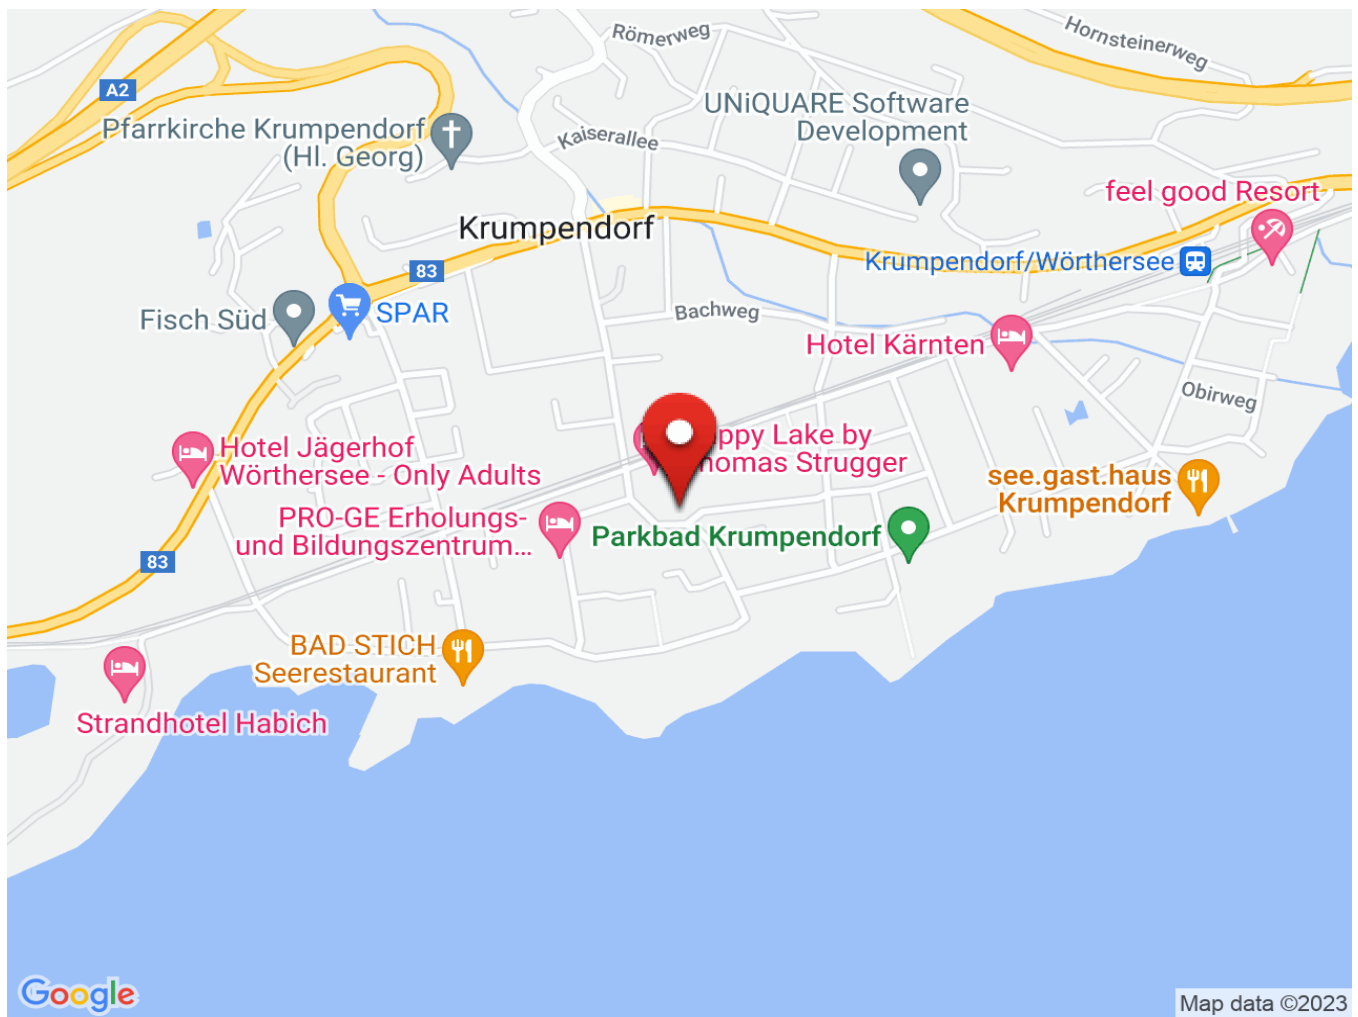 Römerweg
Hornsteinerweg
A2
UNiQUARE Software
Development
Pfarrkirche Krumpendorf
(Hl. Georg)
Kaiserallee
feel good Resort
Krumpendorf
Krumpendorf/Wörthersee
83
Bachweg
SPAR
Fisch Süd
Hotel Kärnten
Obirweg
ppy Lake by
homas Strugger
Hotel Jägerhof
Wörthersee - Only Adults
see.gast.haus
Krumpendorf
PRO-GE Erholungs-
und Bildungszentrum...
Parkbad Krumpendorf
83
BAD STICH
Seerestaurant
Strandhotel Habich
Google
Map data ©2023